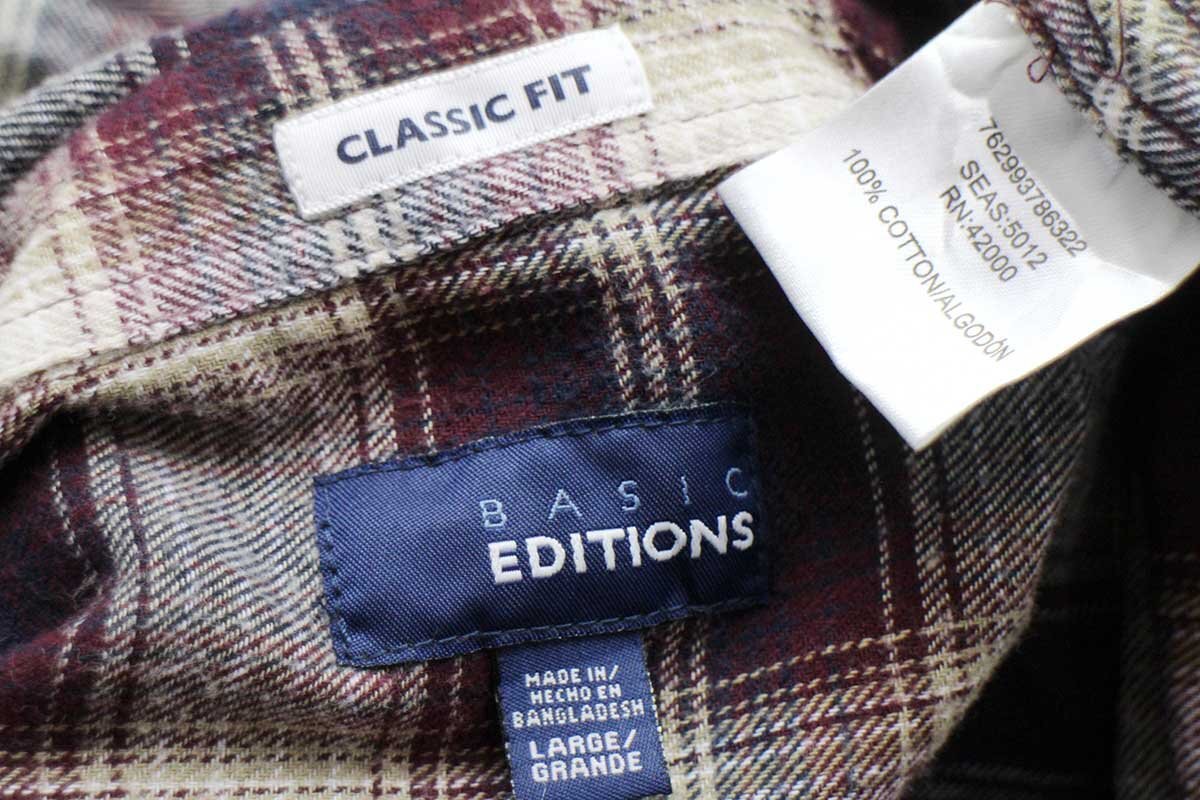 CLASSIC FIT
762993786322
SEAS:5012
RN:42000
100% COTTON/ALGODÓN
BASIC
EDITIONS
MADE IN/
HECHO EN
BANGLADESH
LARGE/
GRANDE